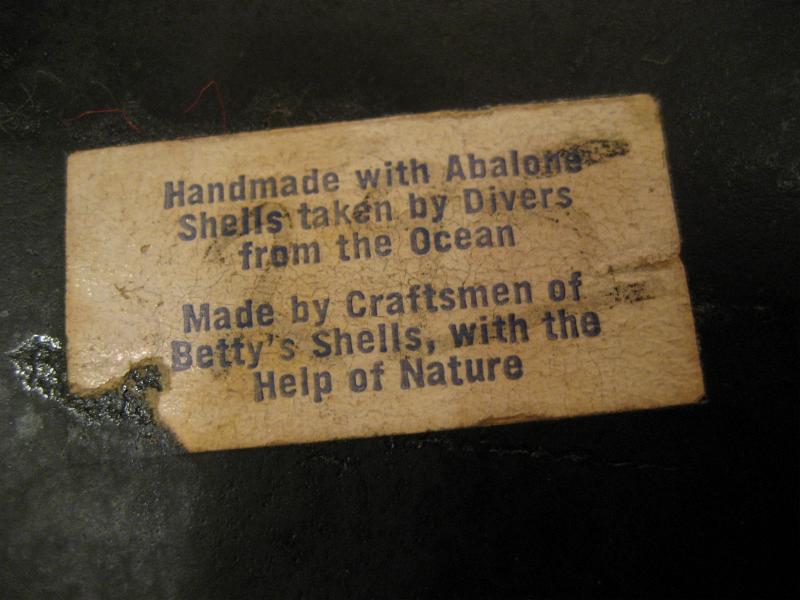 Handmade with Abalone
Shells taken by Divers
from the Ocean
Made by Craftsmen of
Betty's Shells, with the
Help of Nature